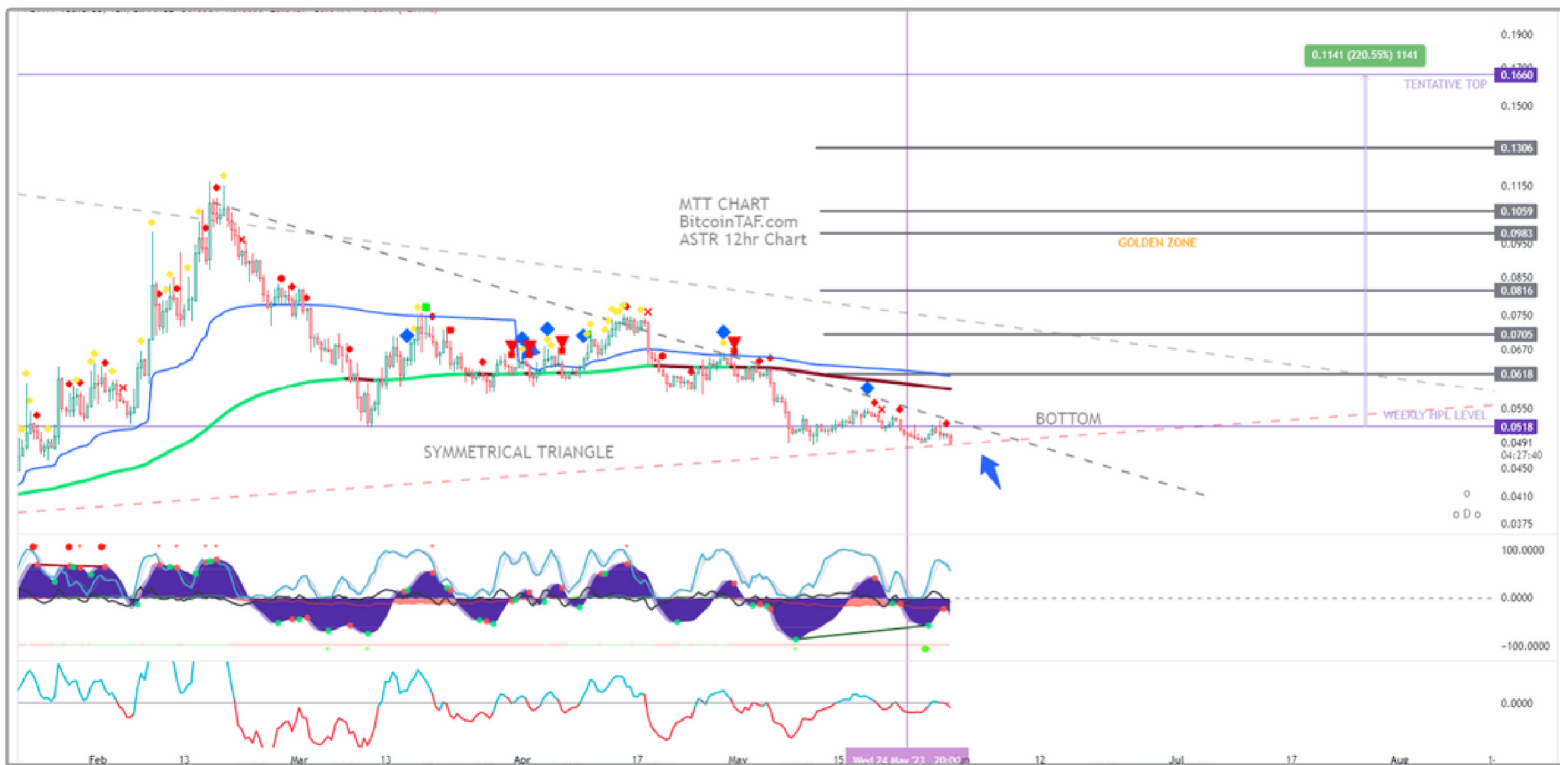 0.1900
0.1141 (220.55%) 1141
0.1660
TENTATIVE TOP
0.1500
0.1306
0.1150
MTT CHART
BitcoinTAF.com
ASTR 12hr Chart
0.1059
0.0983
GOLDEN ZONE
0.0950
0.0850
0.0816
0.0750
0.0705
0.0670
0.0618
0.0550
WEEKLY
LEVEL
BOTTOM
0.0518
0.0491
04:27:40
SYMMETRICAL TRIANGLE
0.0450
0.0410
o
o D o
0.0375
100.0000
0.0000
-100.0000
0.0000
Feb 13 Mar 13 Apr 17 May 15 Wed 24 May '23 20:00 12 Jul 17 Aug